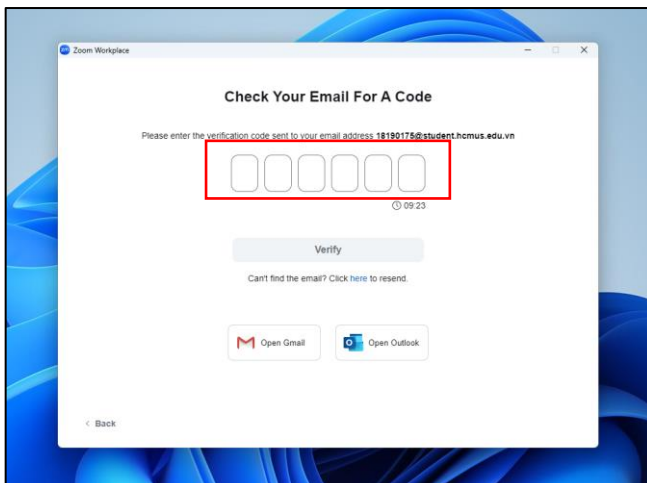 Zoom Workplace
Check Your Email For A Code
Please enter the verification code sent to your email address 18190175@student.hcmus.edu.vn
09:23
Verify
Can't find the email? Click here to resend.
Open Gmail
Open Outlook
< Back